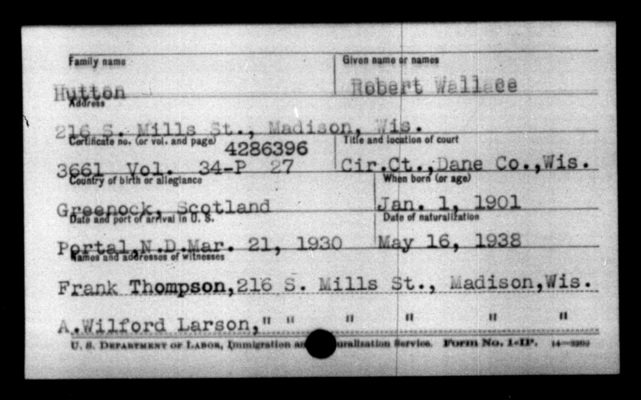 Family name Given name or names
Hutton Robert Wallace
Address
216 S. Mills St., Madison, Wis.
Certificate no. (or vol. and page) Title and location of court
4286396
3661 Vol. 34-P 27 Cir.Ct.,Dane Co.,Wis.
Country of birth or allegiance When born (or age)
Greenock, Scotland Jan. 1, 1901
Date and port of arrival in U. S. Date of naturalization
Portal,N.D.Mar. 21, 1930 May 16, 1938
Names and addresses of witnesses
Frank Thompson,216 S. Mills St., Madison,Wis.
A.Wilford Larson," " " " " "
U. S. Department of Labor, Immigration and Naturalization Service. Form No. 1-IP. 14—